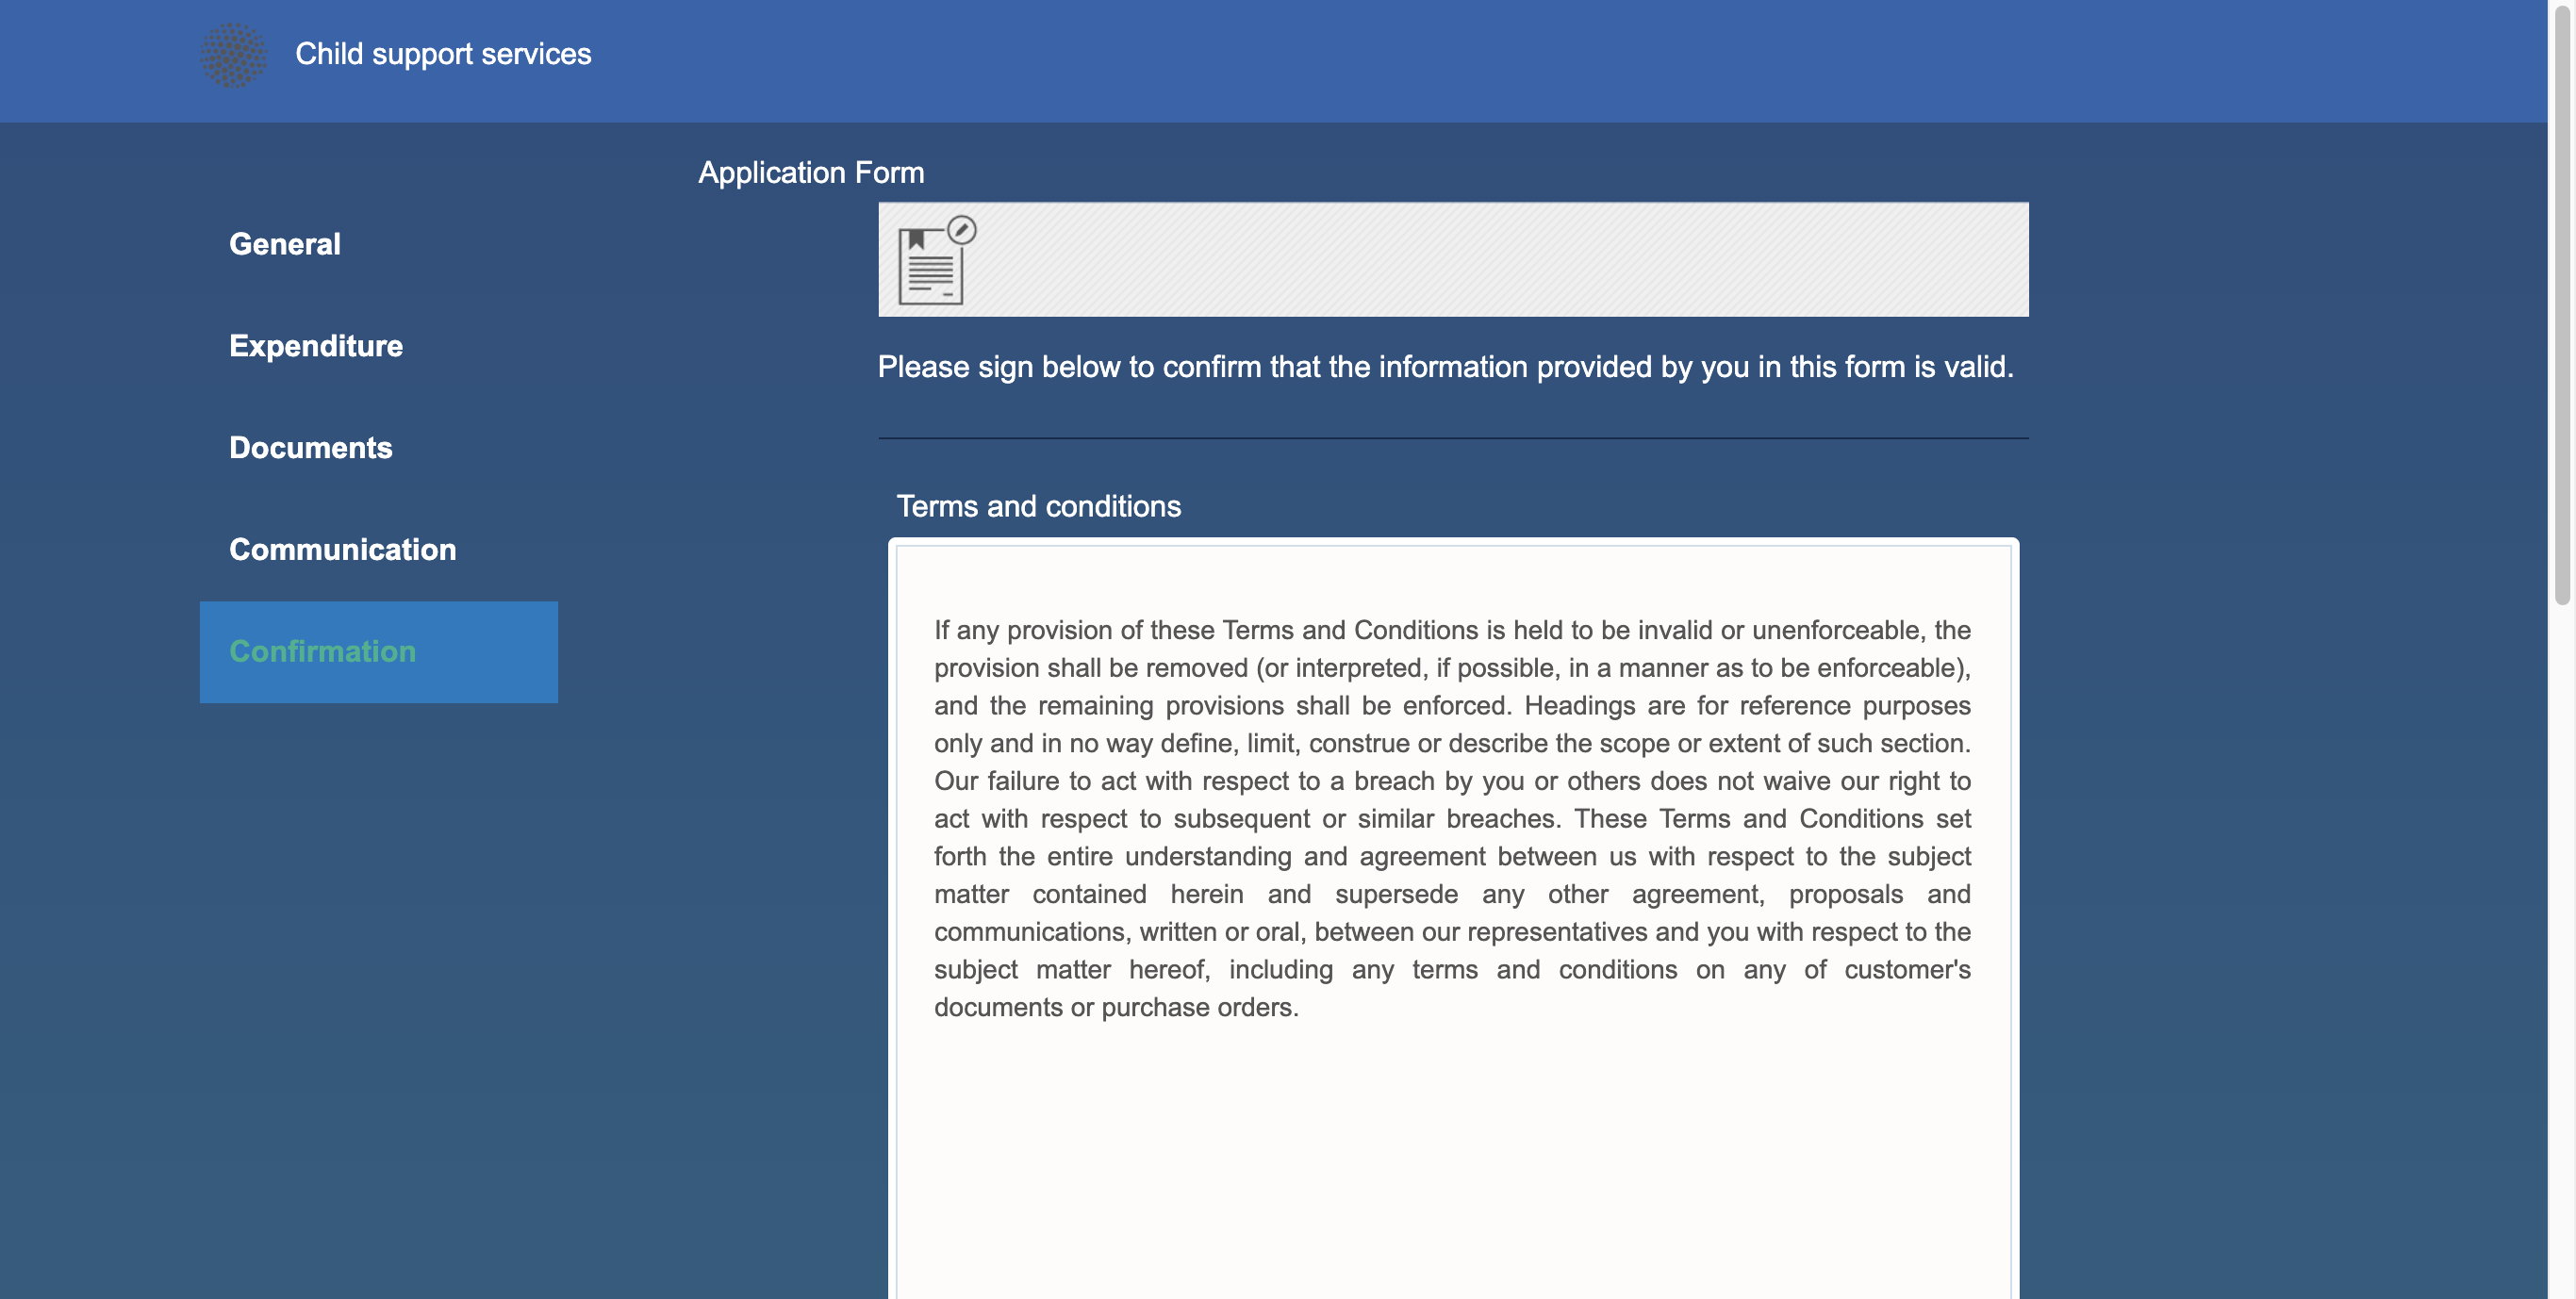 Child support services
Application Form
General
Expenditure
Documents
Communication
Confirmation
Please sign below to confirm that the information provided by you in this form is valid.
Terms and conditions
If any provision of these Terms and Conditions is held to be invalid or unenforceable, the
provision shall be removed (or interpreted, if possible, in a manner as to be enforceable),
and the remaining provisions shall be enforced. Headings are for reference purposes
only and in no way define, limit, construe or describe the scope or extent of such section.
Our failure to act with respect to a breach by you or others does not waive our right to
act with respect to subsequent or similar breaches. These Terms and Conditions set
forth the entire understanding and agreement between us with respect to the subject
matter contained herein and supersede any other agreement, proposals and
communications, written or oral, between our representatives and you with respect to the
subject matter hereof, including any terms and conditions on any of customer's
documents or purchase orders.